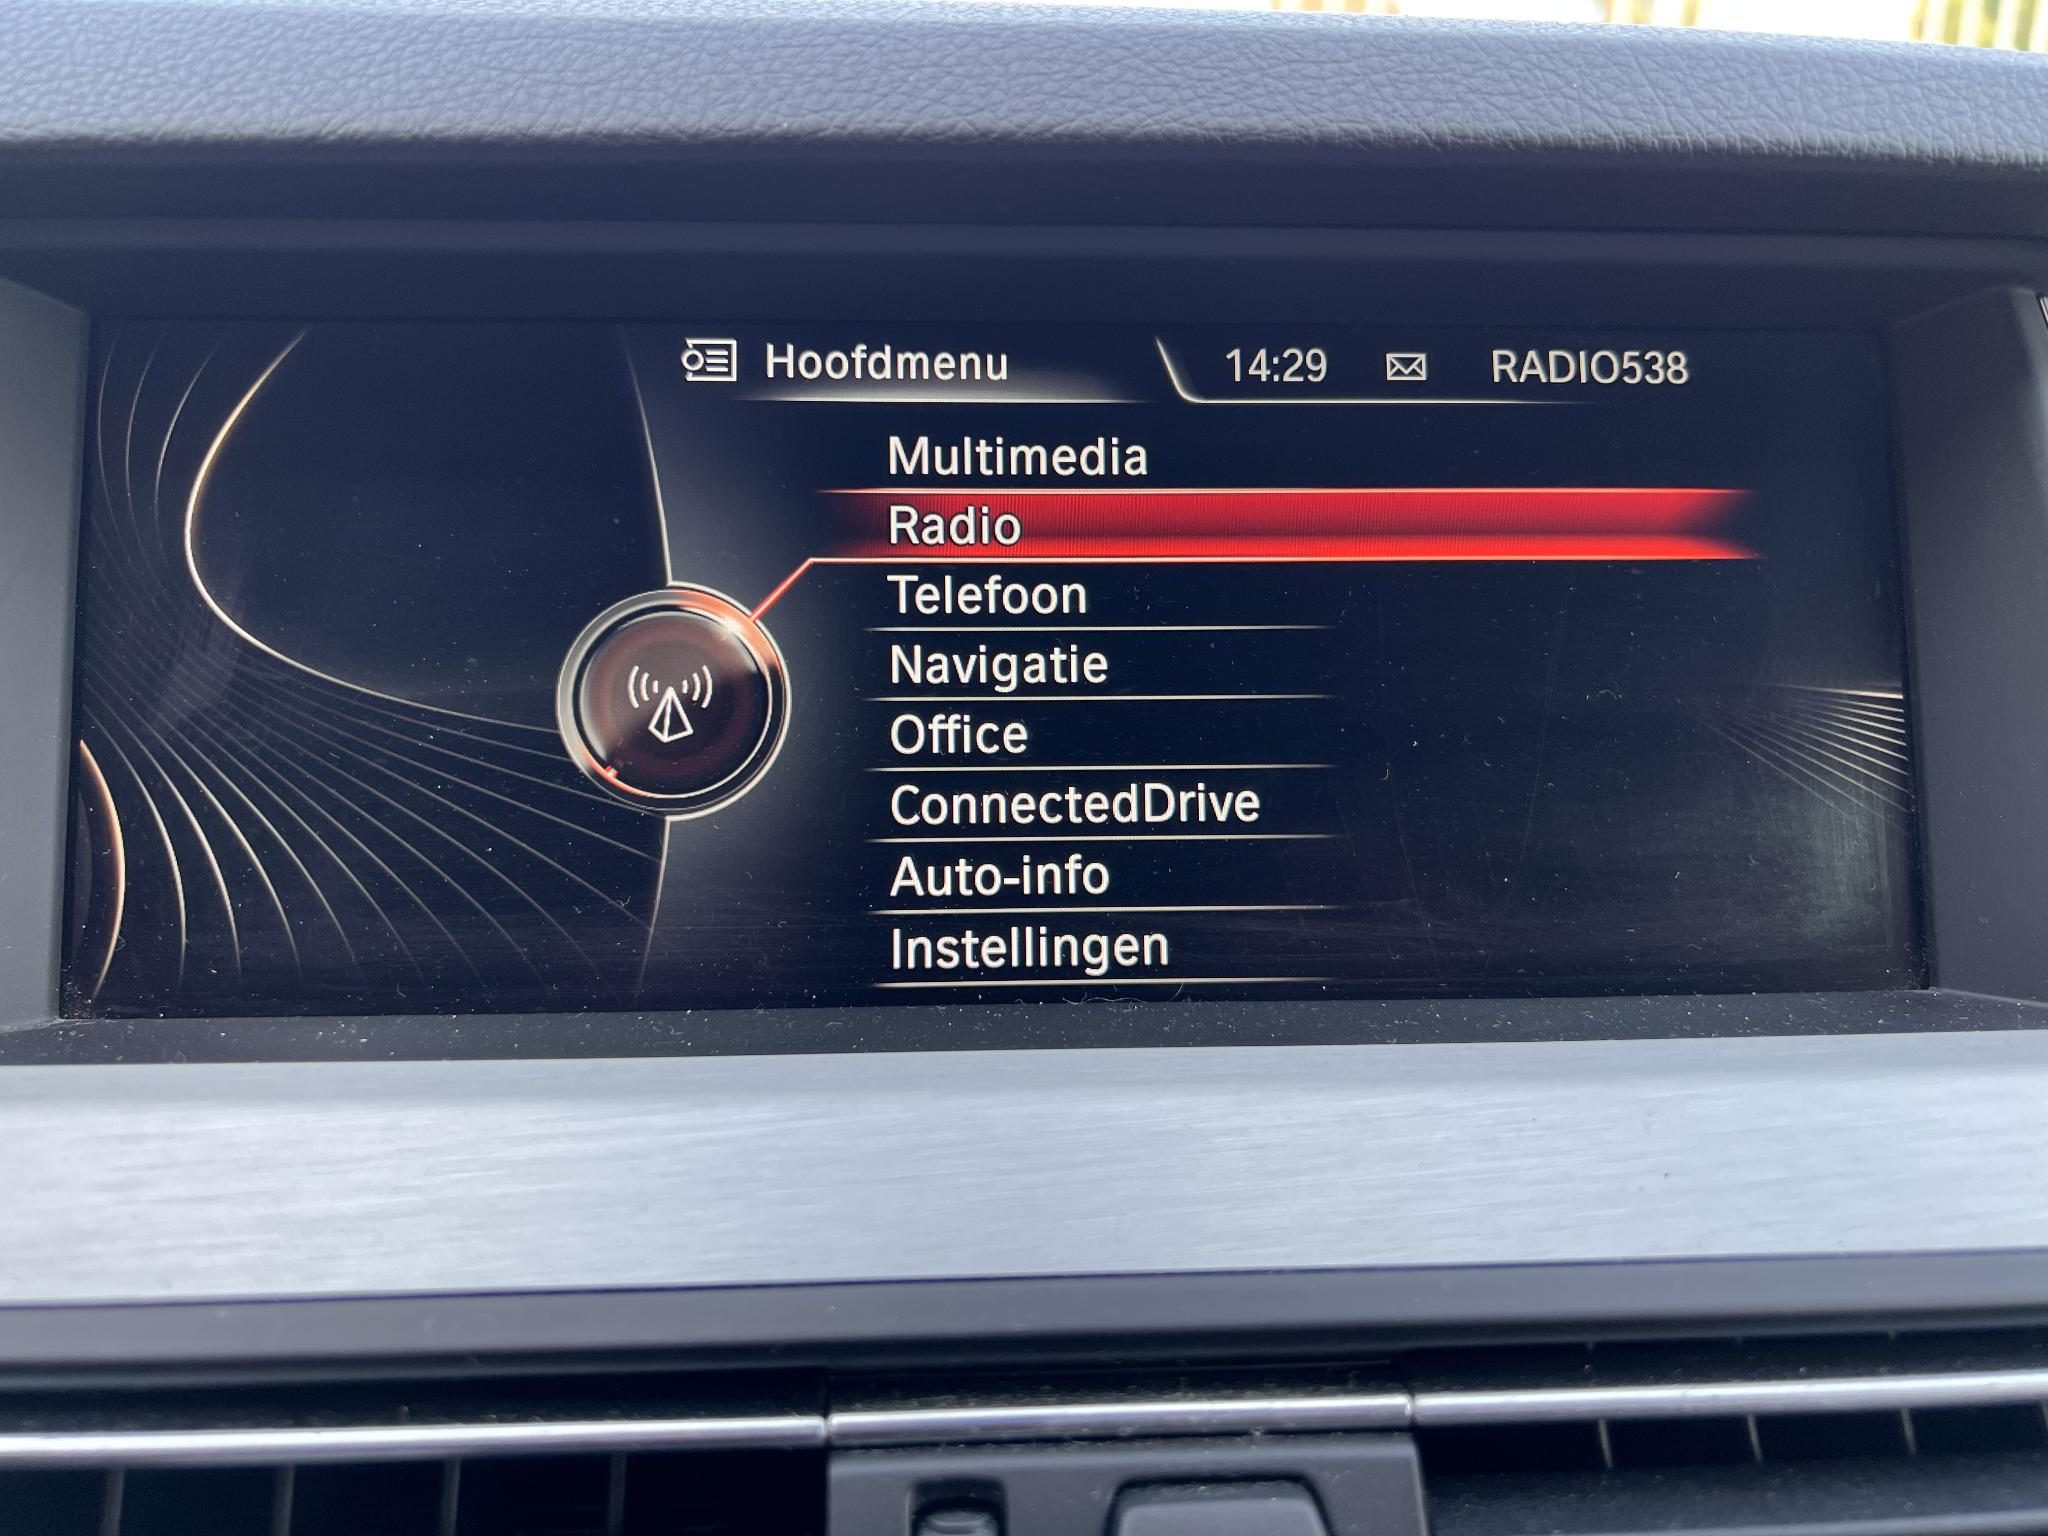 Hoofdmenu 14:29 RADIO538
Multimedia
Radio
Telefoon
Navigatie
Office
ConnectedDrive
Auto-info
Instellingen